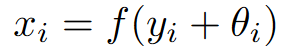 x_i = f(y_i + θ_i)